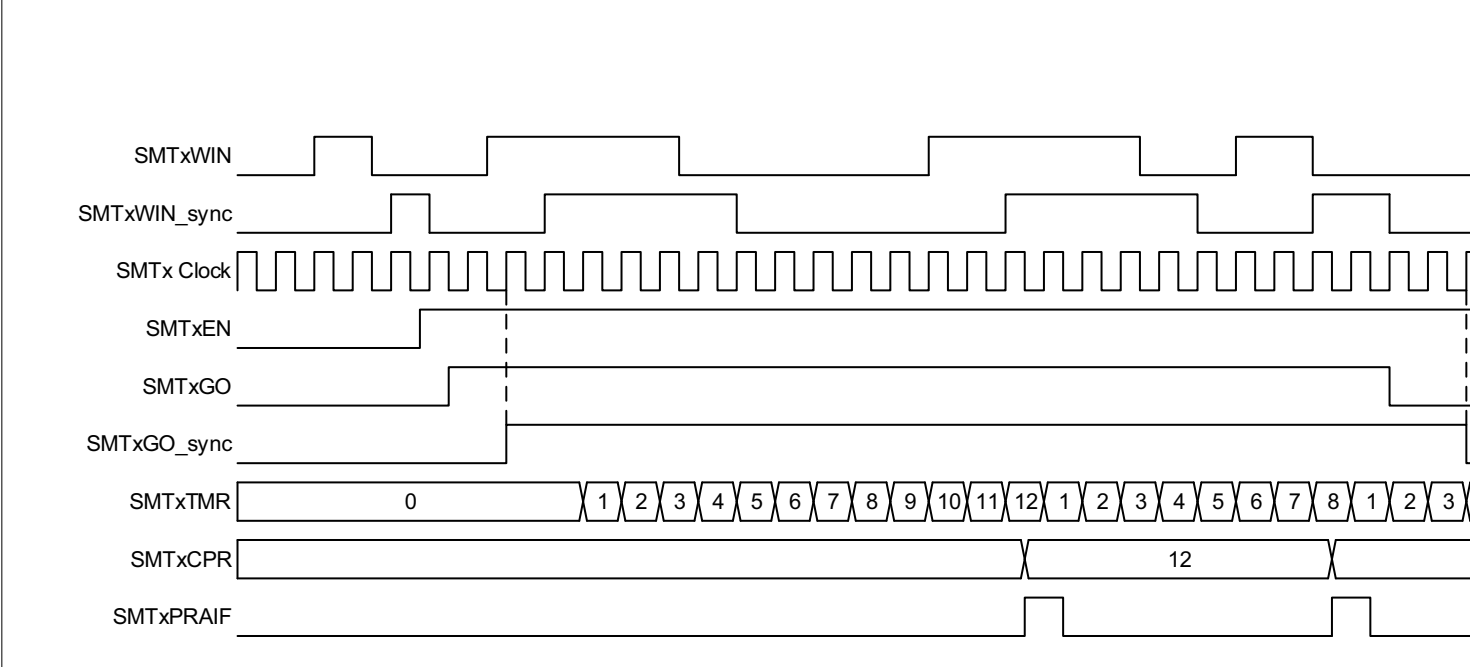 SMTxWIN
SMTxWIN_sync
SMTx Clock
SMTxEN
SMTxGO
SMTxGO_sync
SMTxTMR 0 1 2 3 4 5 6 7 8 9 10 11 12 1 2 3 4 5 6 7 8 1 2 3
SMTxCPR 12
SMTxPRAIF